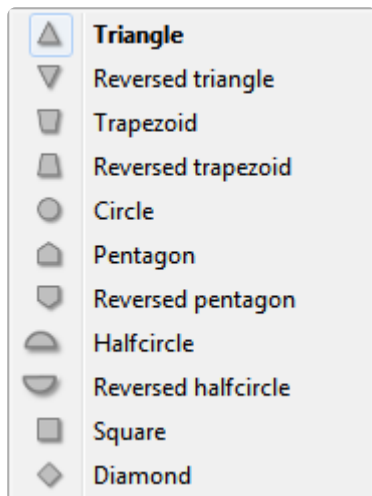 Triangle
Reversed triangle
Trapezoid
Reversed trapezoid
Circle
Pentagon
Reversed pentagon
Halfcircle
Reversed halfcircle
Square
Diamond